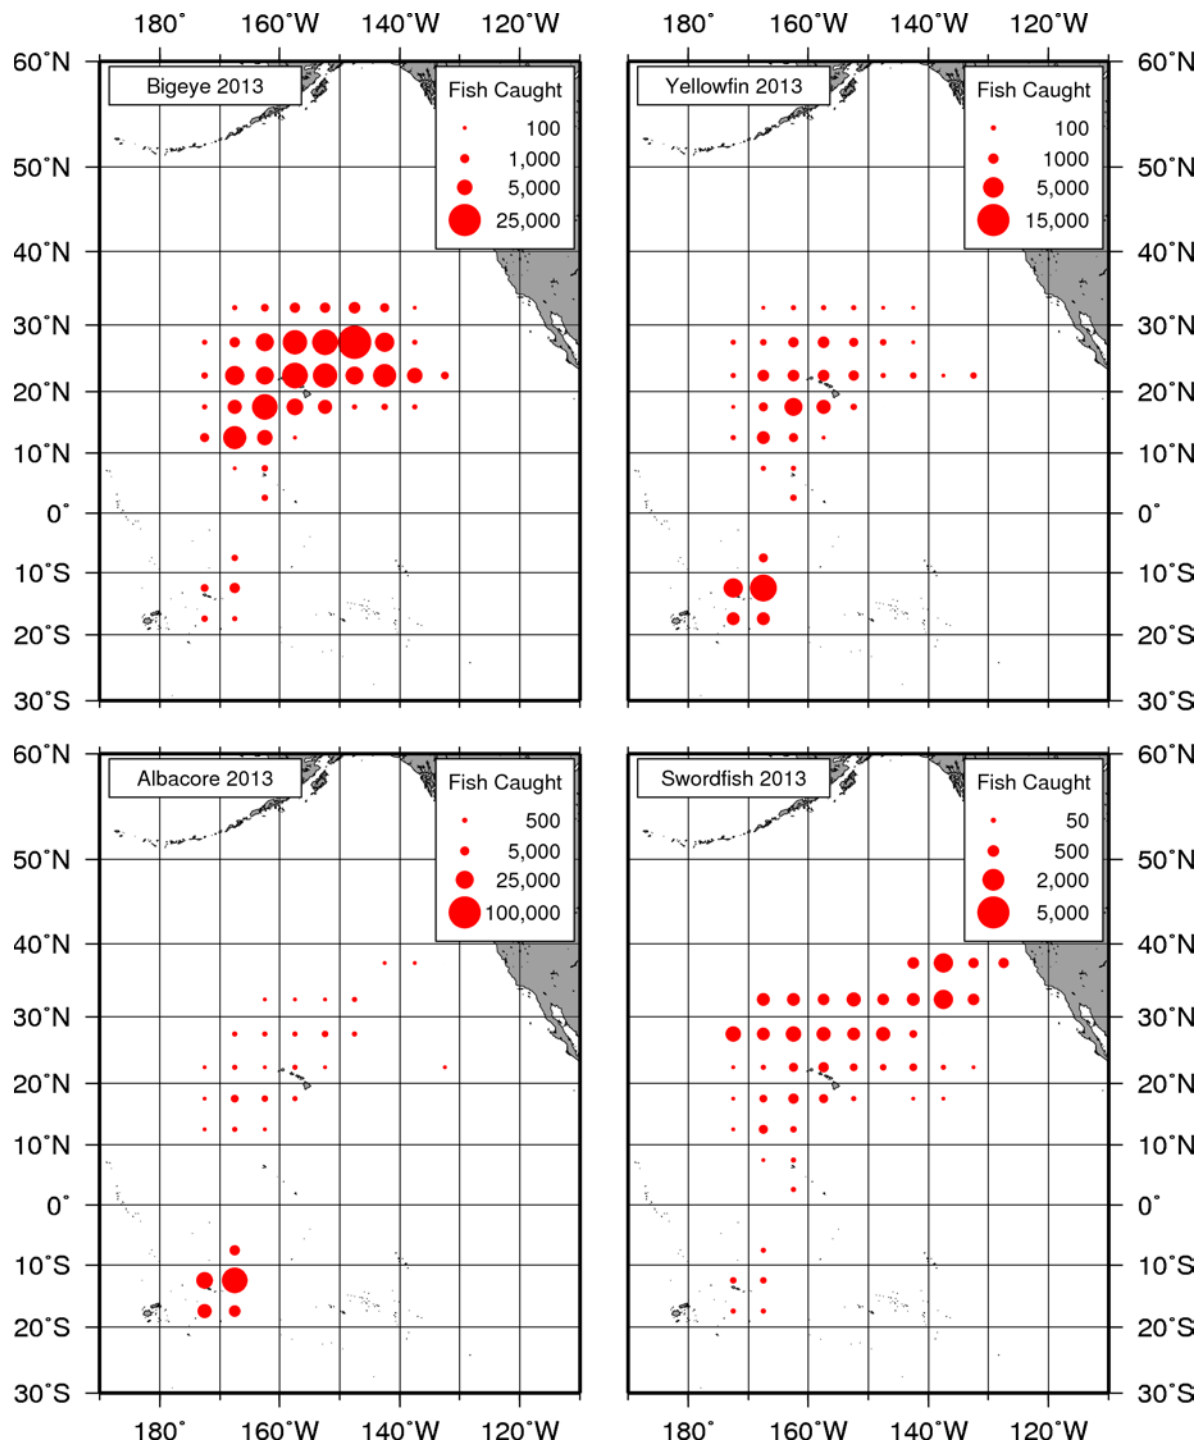 180˚ 160˚W 140˚W 120˚W 180˚ 160˚W 140˚W 120˚W
60˚N
50˚N
40˚N
30˚N
20˚N
10˚N
0˚
10˚S
20˚S
30˚S
Bigeye 2013
Fish Caught
100
1,000
5,000
25,000
Yellowfin 2013
Fish Caught
100
1000
5,000
15,000
60˚N
50˚N
40˚N
30˚N
20˚N
10˚N
0˚
10˚S
20˚S
30˚S
60˚N
50˚N
40˚N
30˚N
20˚N
10˚N
0˚
10˚S
20˚S
30˚S
Albacore 2013
Fish Caught
500
5,000
25,000
100,000
Swordfish 2013
Fish Caught
50
500
2,000
5,000
60˚N
50˚N
40˚N
30˚N
20˚N
10˚N
0˚
10˚S
20˚S
30˚S
180˚ 160˚W 140˚W 120˚W 180˚ 160˚W 140˚W 120˚W